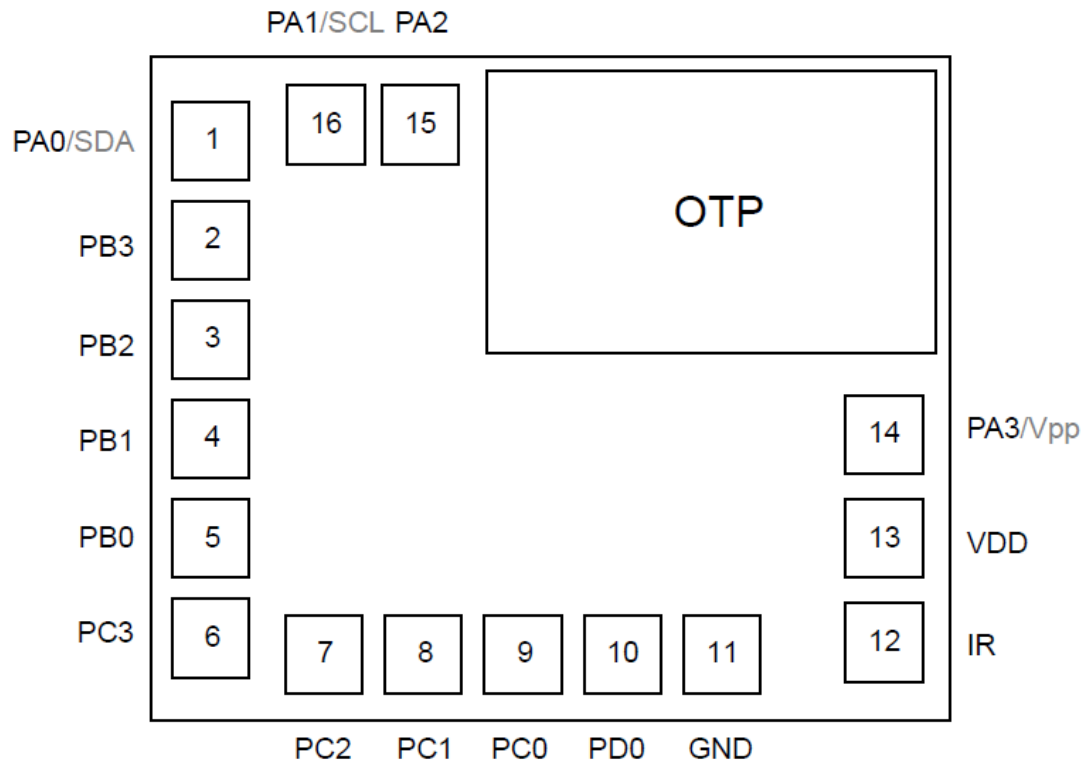 PA1/SCL PA2
16 15
PA0/SDA 1
OTP
PB3 2
PB2 3
PB1 4
14 PA3/Vpp
PB0 5
13 VDD
PC3 6
7 8 9 10 11
12 IR
PC2 PC1 PC0 PD0 GND